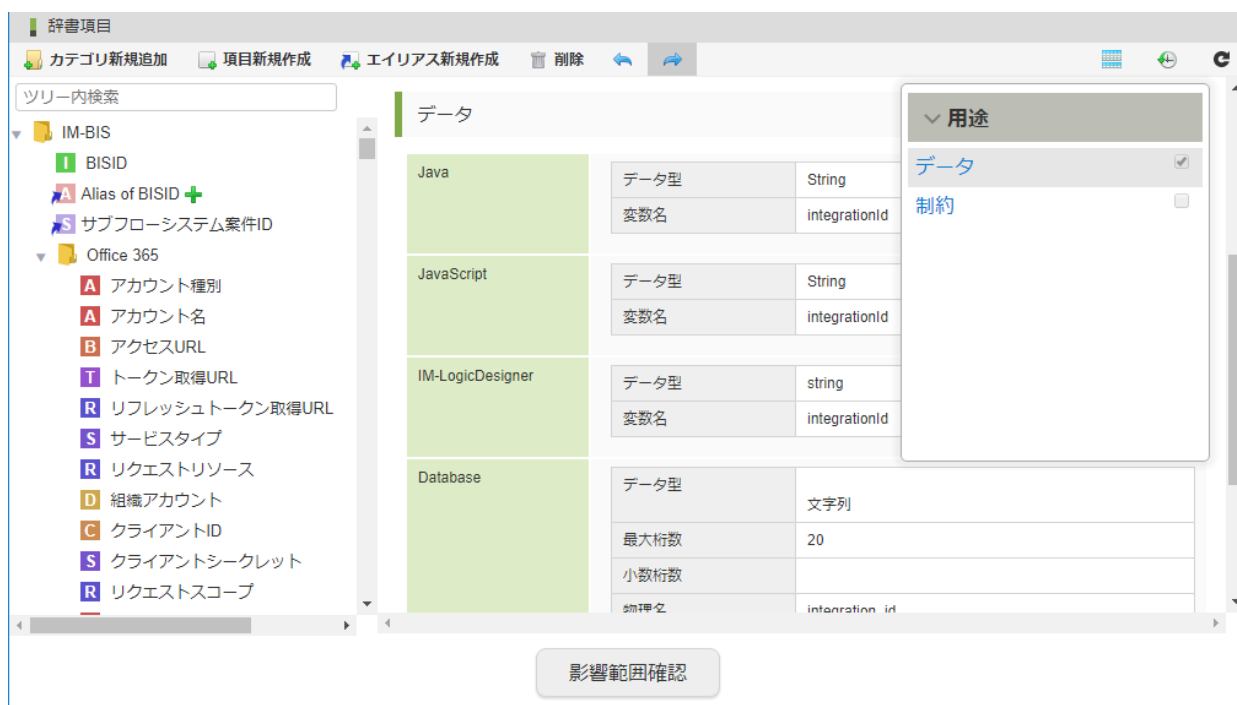 辞書項目
カテゴリ新規追加 項目新規作成 エイリアス新規作成 削除
ツリー内検索
IM-BIS
I BISID
A Alias of BISID
S サブフローシステム案件ID
Office 365
A アカウント種別
A アカウント名
B アクセスURL
T トークン取得URL
R リフレッシュトークン取得URL
S サービスタイプ
R リクエストリソース
D 組織アカウント
C クライアントID
S クライアントシークレット
R リクエストスコープ
データ
Java
データ型 String
変数名 integrationId
JavaScript
データ型 String
変数名 integrationId
IM-LogicDesigner
データ型 string
変数名 integrationId
Database
データ型 文字列
最大桁数 20
小数桁数
物理名 integration_id
用途
データ
制約
影響範囲確認